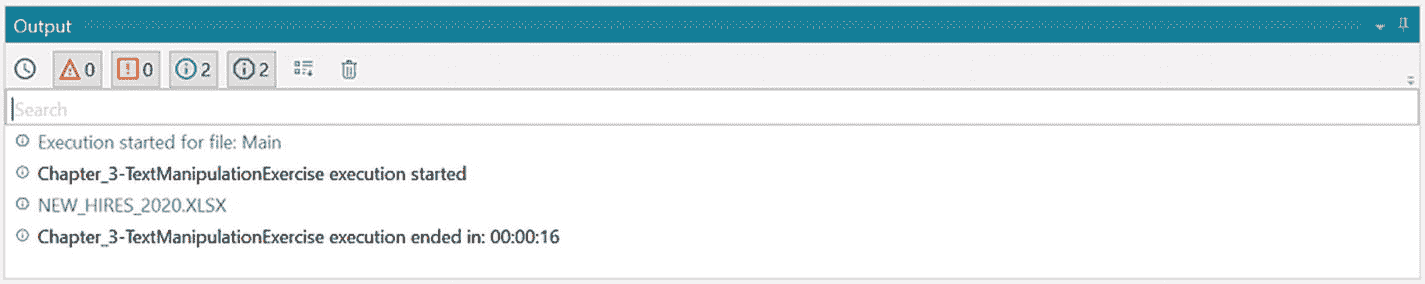 Output
0 0 2 2
Search
Execution started for file: Main
Chapter_3-TextManipulationExercise execution started
NEW_HIRES_2020.XLSX
Chapter_3-TextManipulationExercise execution ended in: 00:00:16